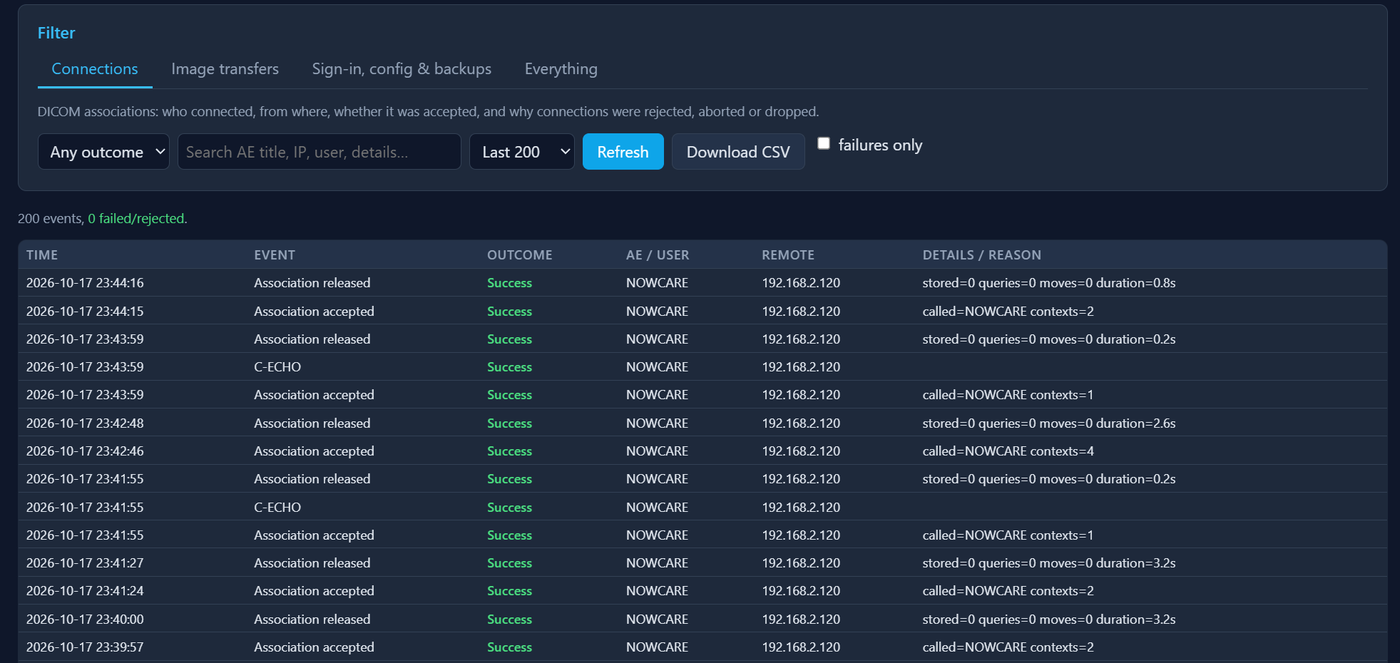 Filter
Connections Image transfers Sign-in, config & backups Everything
DICOM associations: who connected, from where, whether it was accepted, and why connections were rejected, aborted or dropped.
Any outcome Search AE title, IP, user, details... Last 200 Refresh Download CSV failures only
200 events, 0 failed/rejected.
TIME EVENT OUTCOME AE / USER REMOTE DETAILS / REASON
2026-10-17 23:44:16 Association released Success NOWCARE 192.168.2.120 stored=0 queries=0 moves=0 duration=0.8s
2026-10-17 23:44:15 Association accepted Success NOWCARE 192.168.2.120 called=NOWCARE contexts=2
2026-10-17 23:43:59 Association released Success NOWCARE 192.168.2.120 stored=0 queries=0 moves=0 duration=0.2s
2026-10-17 23:43:59 C-ECHO Success NOWCARE 192.168.2.120
2026-10-17 23:43:59 Association accepted Success NOWCARE 192.168.2.120 called=NOWCARE contexts=1
2026-10-17 23:42:48 Association released Success NOWCARE 192.168.2.120 stored=0 queries=0 moves=0 duration=2.6s
2026-10-17 23:42:46 Association accepted Success NOWCARE 192.168.2.120 called=NOWCARE contexts=4
2026-10-17 23:41:55 Association released Success NOWCARE 192.168.2.120 stored=0 queries=0 moves=0 duration=0.2s
2026-10-17 23:41:55 C-ECHO Success NOWCARE 192.168.2.120
2026-10-17 23:41:55 Association accepted Success NOWCARE 192.168.2.120 called=NOWCARE contexts=1
2026-10-17 23:41:27 Association released Success NOWCARE 192.168.2.120 stored=0 queries=0 moves=0 duration=3.2s
2026-10-17 23:41:24 Association accepted Success NOWCARE 192.168.2.120 called=NOWCARE contexts=2
2026-10-17 23:40:00 Association released Success NOWCARE 192.168.2.120 stored=0 queries=0 moves=0 duration=3.2s
2026-10-17 23:39:57 Association accepted Success NOWCARE 192.168.2.120 called=NOWCARE contexts=2